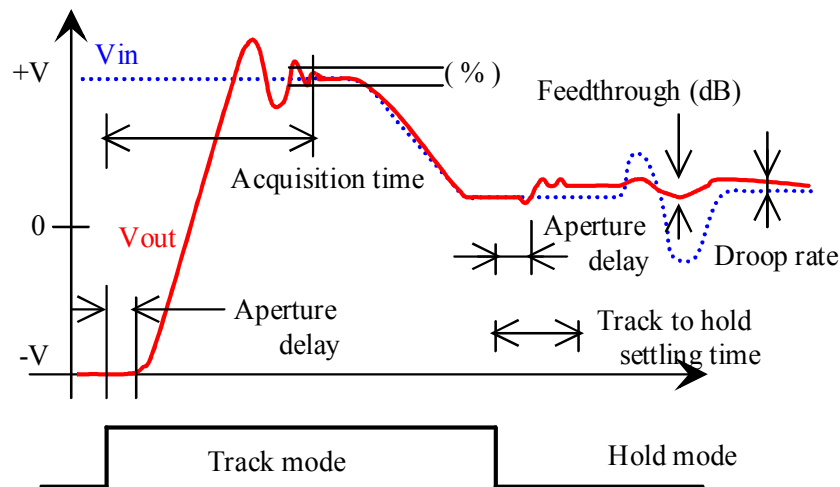 Vin
+V
( % )
Feedthrough (dB)
Acquisition time
0
Vout
Aperture
delay
Droop rate
Aperture
delay
Track to hold
settling time
-V
Track mode
Hold mode